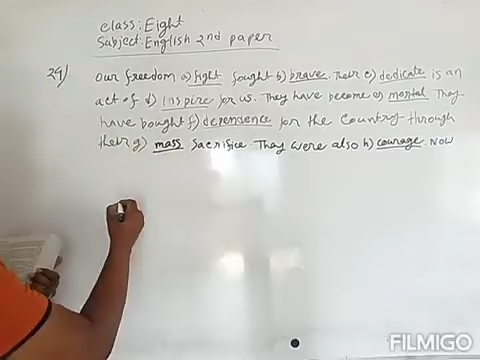 class: Eight
Subject: English 2nd paper
24) Our freedom a) fight fought b) brave. Their c) dedicate is an
act of d) inspire for us. They have become e) mortal They
have bought f) dependence for the country through
their g) mass sacrifice. They were also h) courage. Now
FILMIGO